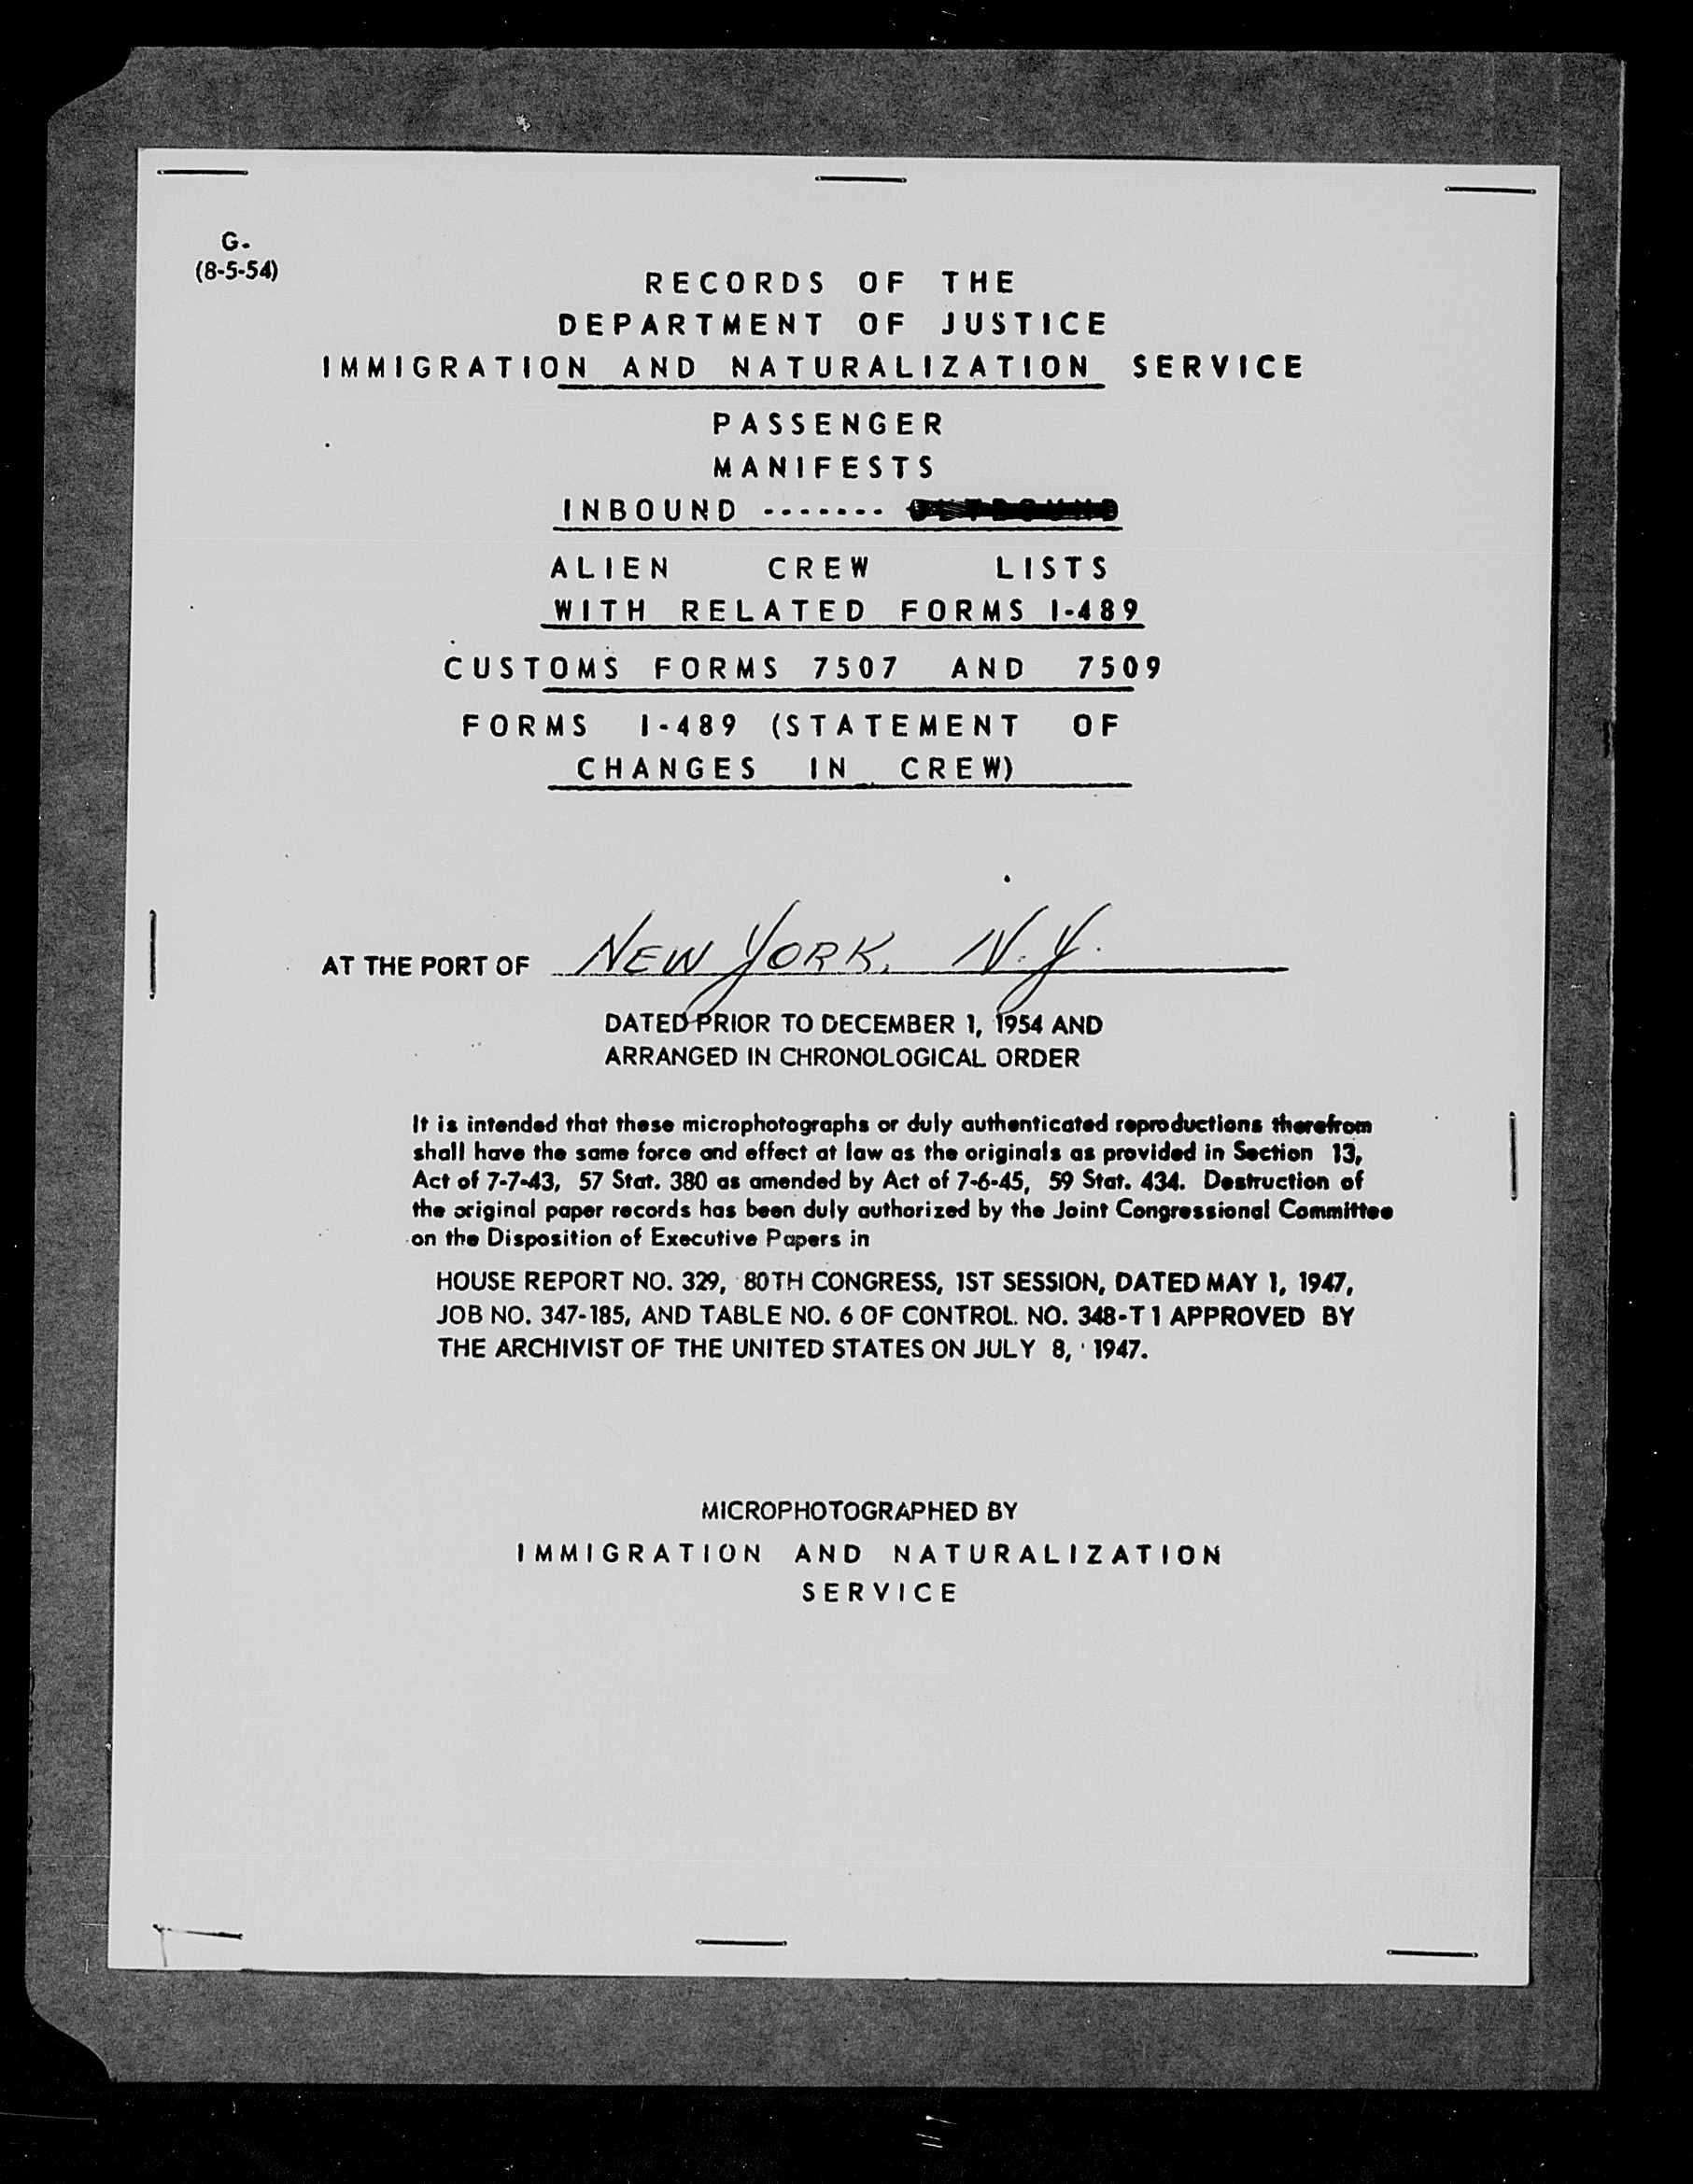 G.
(8-5-54)
RECORDS OF THE
DEPARTMENT OF JUSTICE
IMMIGRATION AND NATURALIZATION SERVICE
PASSENGER
MANIFESTS
INBOUND -------
ALIEN CREW LISTS
WITH RELATED FORMS I-489
CUSTOMS FORMS 7507 AND 7509
FORMS I-489 (STATEMENT OF
CHANGES IN CREW)
AT THE PORT OF NEW YORK, N.Y.
DATED PRIOR TO DECEMBER 1, 1954 AND
ARRANGED IN CHRONOLOGICAL ORDER
It is intended that these microphotographs or duly authenticated reproductions therefrom
shall have the same force and effect at law as the originals as provided in Section 13,
Act of 7-7-43, 57 Stat. 380 as amended by Act of 7-6-45, 59 Stat. 434. Destruction of
the original paper records has been duly authorized by the Joint Congressional Committee
on the Disposition of Executive Papers in
HOUSE REPORT NO. 329, 80TH CONGRESS, 1ST SESSION, DATED MAY 1, 1947,
JOB NO. 347-185, AND TABLE NO. 6 OF CONTROL. NO. 348-T1 APPROVED BY
THE ARCHIVIST OF THE UNITED STATES ON JULY 8, 1947.
MICROPHOTOGRAPHED BY
IMMIGRATION AND NATURALIZATION
SERVICE